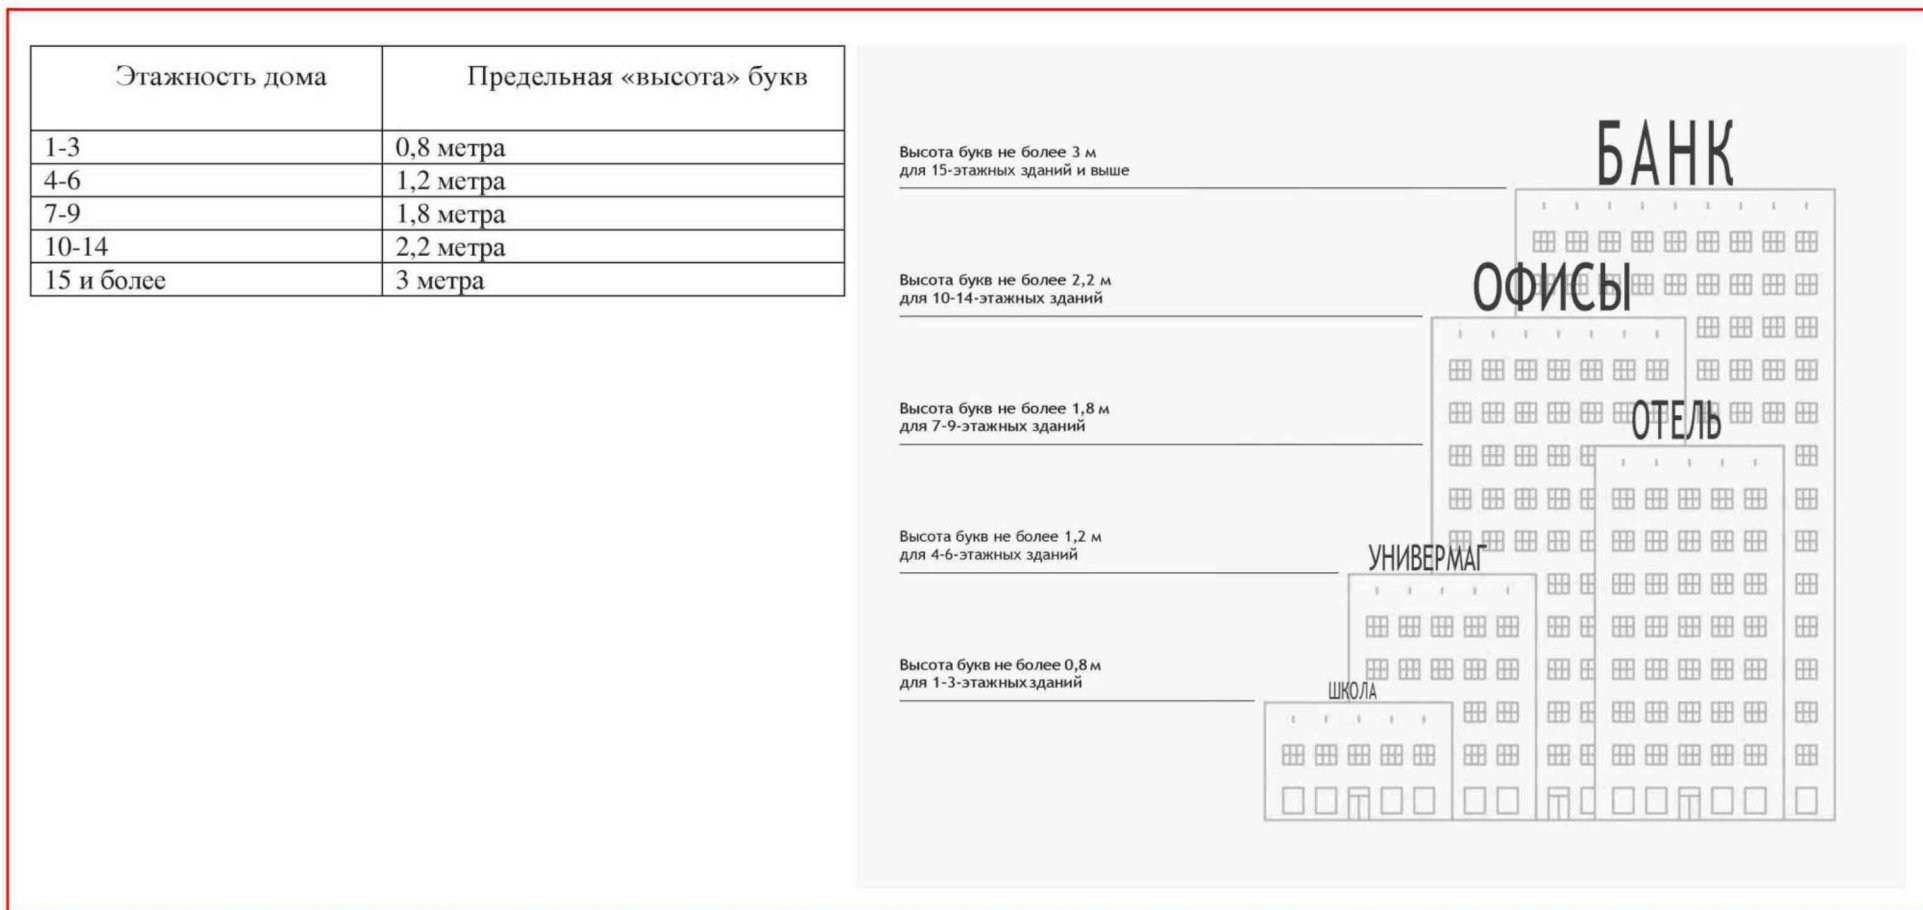 Этажность дома Предельная «высота» букв
1-3 0,8 метра
4-6 1,2 метра
7-9 1,8 метра
10-14 2,2 метра
15 и более 3 метра
Высота букв не более 3 м
для 15-этажных зданий и выше
БАНК
Высота букв не более 2,2 м
для 10-14-этажных зданий
ОФИСЫ
Высота букв не более 1,8 м
для 7-9-этажных зданий
ОТЕЛЬ
Высота букв не более 1,2 м
для 4-6-этажных зданий
УНИВЕРМАГ
Высота букв не более 0,8 м
для 1-3-этажных зданий
ШКОЛА